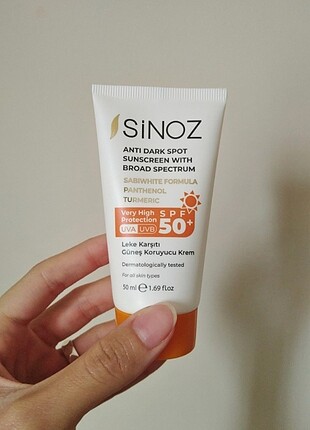 SiNOZ
ANTI DARK SPOT
SUNSCREEN WITH
BROAD SPECTRUM
SABIWHITE FORMULA
PANTHENOL
TURMERIC
Very High
Protection
UVA UVB
SPF
50+
Leke Karşıtı
Güneş Koruyucu Krem
Dermatologically tested
For all skin types
50 ml ℮ 1.69 fl.oz